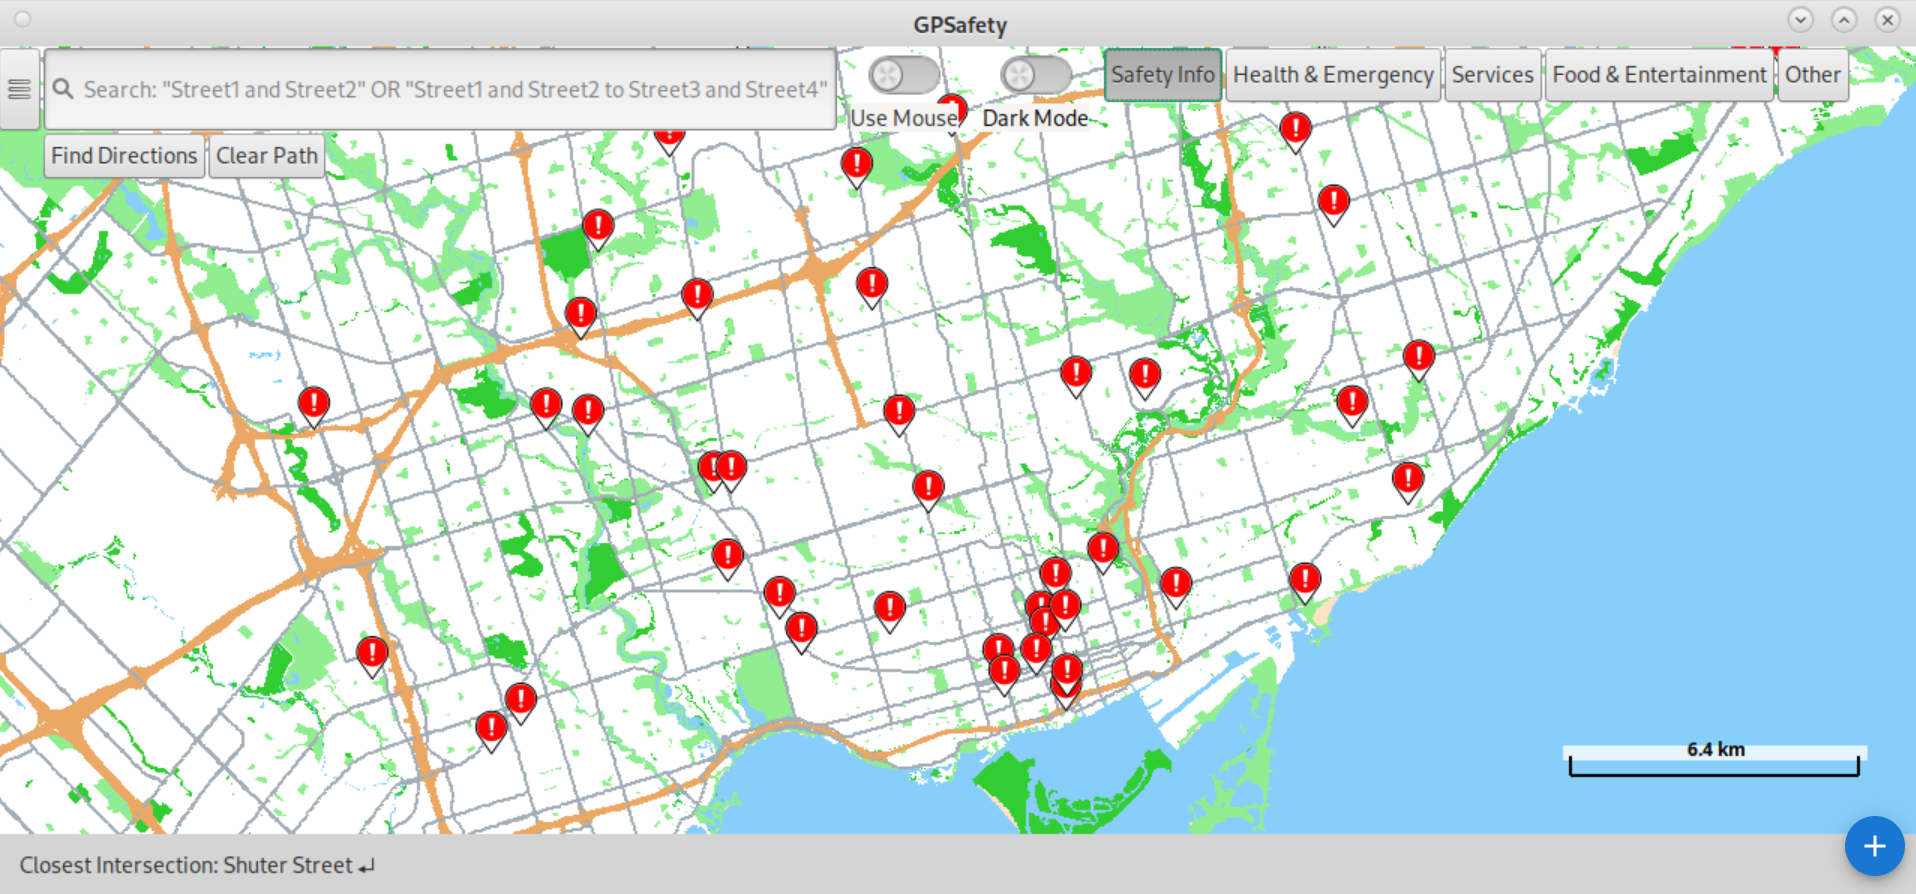 GPSafety
Search: "Street1 and Street2" OR "Street1 and Street2 to Street3 and Street4"
Use Mouse
Dark Mode
Safety Info
Health & Emergency
Services
Food & Entertainment
Other
Find Directions
Clear Path
6.4 km
Closest Intersection: Shuter Street ↵